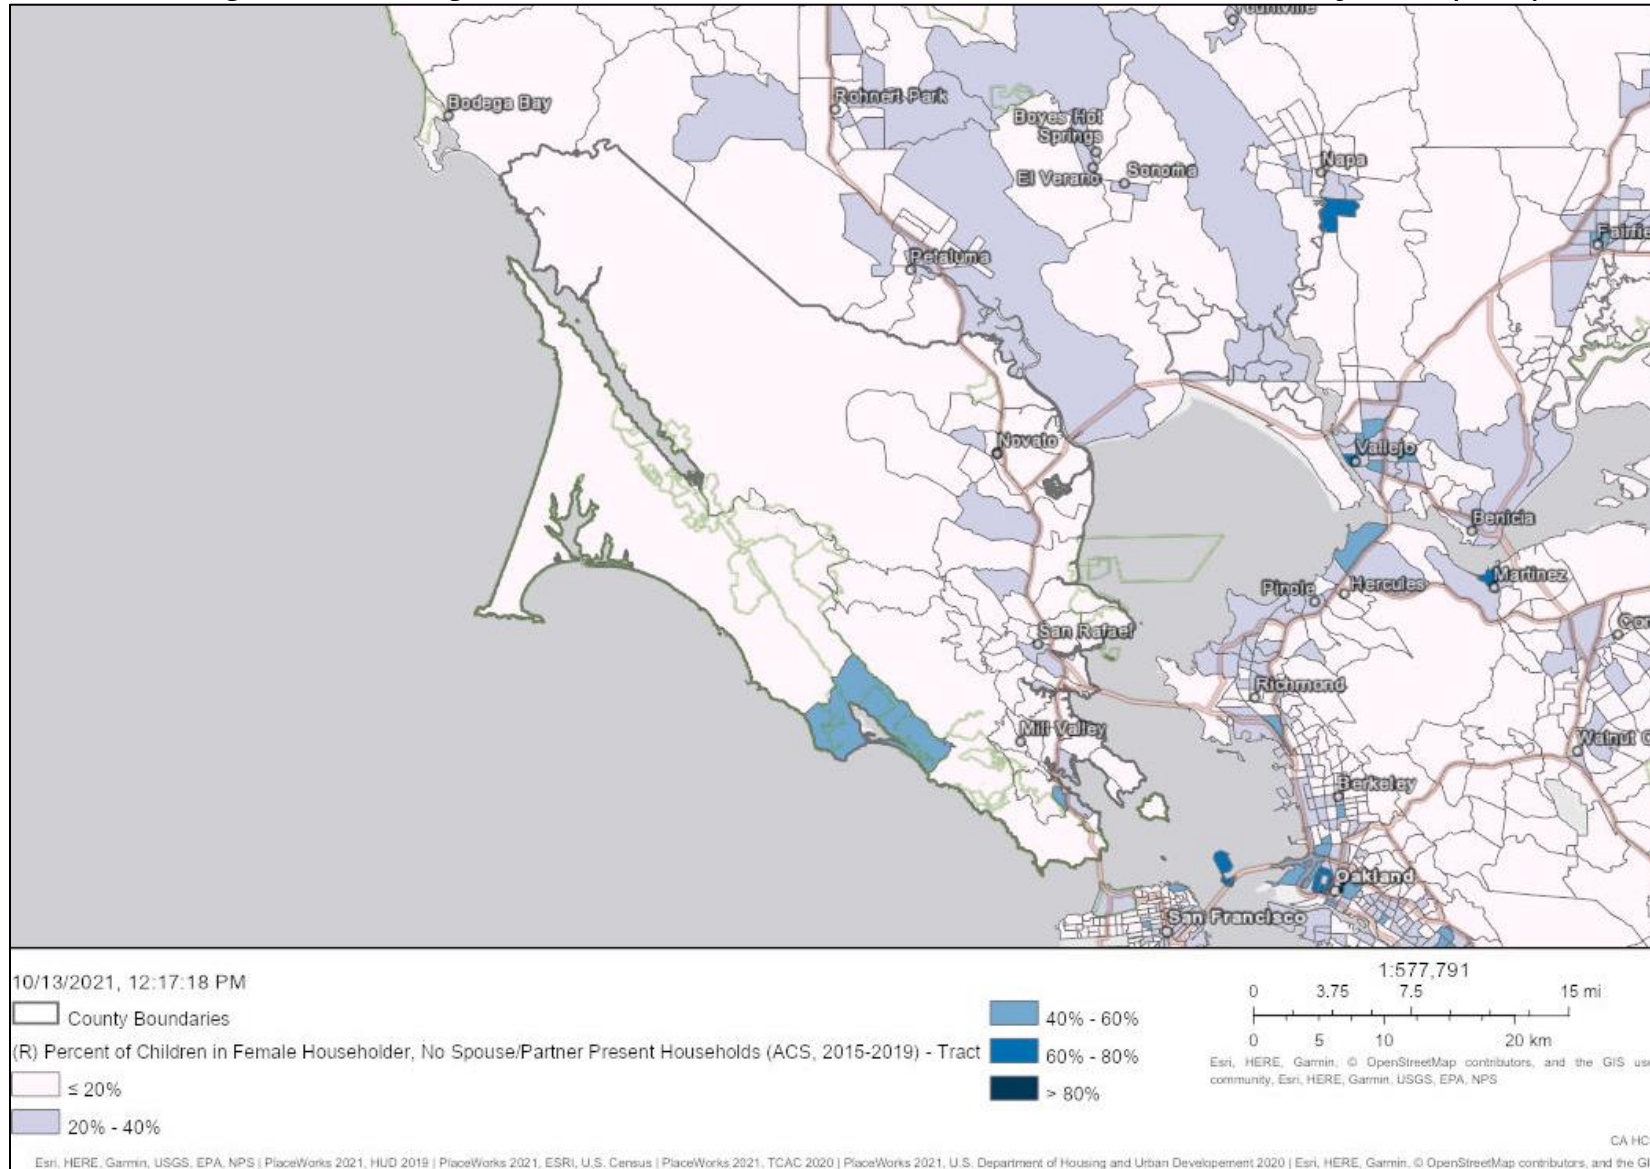 Bodega Bay
Rohnert Park
Boyes Hot
Springs
El Verano
Sonoma
Napa
Petaluma
Novato
Vallejo
Benicia
Pinole
Hercules
Martinez
San Rafael
Richmond
Mill Valley
Berkeley
Oakland
San Francisco
10/13/2021, 12:17:18 PM
County Boundaries
(R) Percent of Children in Female Householder, No Spouse/Partner Present Households (ACS, 2015-2019) - Tract
≤ 20%
20% - 40%
40% - 60%
60% - 80%
> 80%
1:577,791
0 3.75 7.5 15 mi
0 5 10 20 km
Esri, HERE, Garmin, © OpenStreetMap contributors, and the GIS
community, Esri, HERE, Garmin, USGS, EPA, NPS
CA HC
Esri, HERE, Garmin, USGS, EPA, NPS | PlaceWorks 2021, HUD 2019 | PlaceWorks 2021, ESRI, U.S. Census | PlaceWorks 2021, TCAC 2020 | PlaceWorks 2021, U.S. Department of Housing and Urban Developement 2020 | Esri, HERE, Garmin, © OpenStreetMap contributors, and the